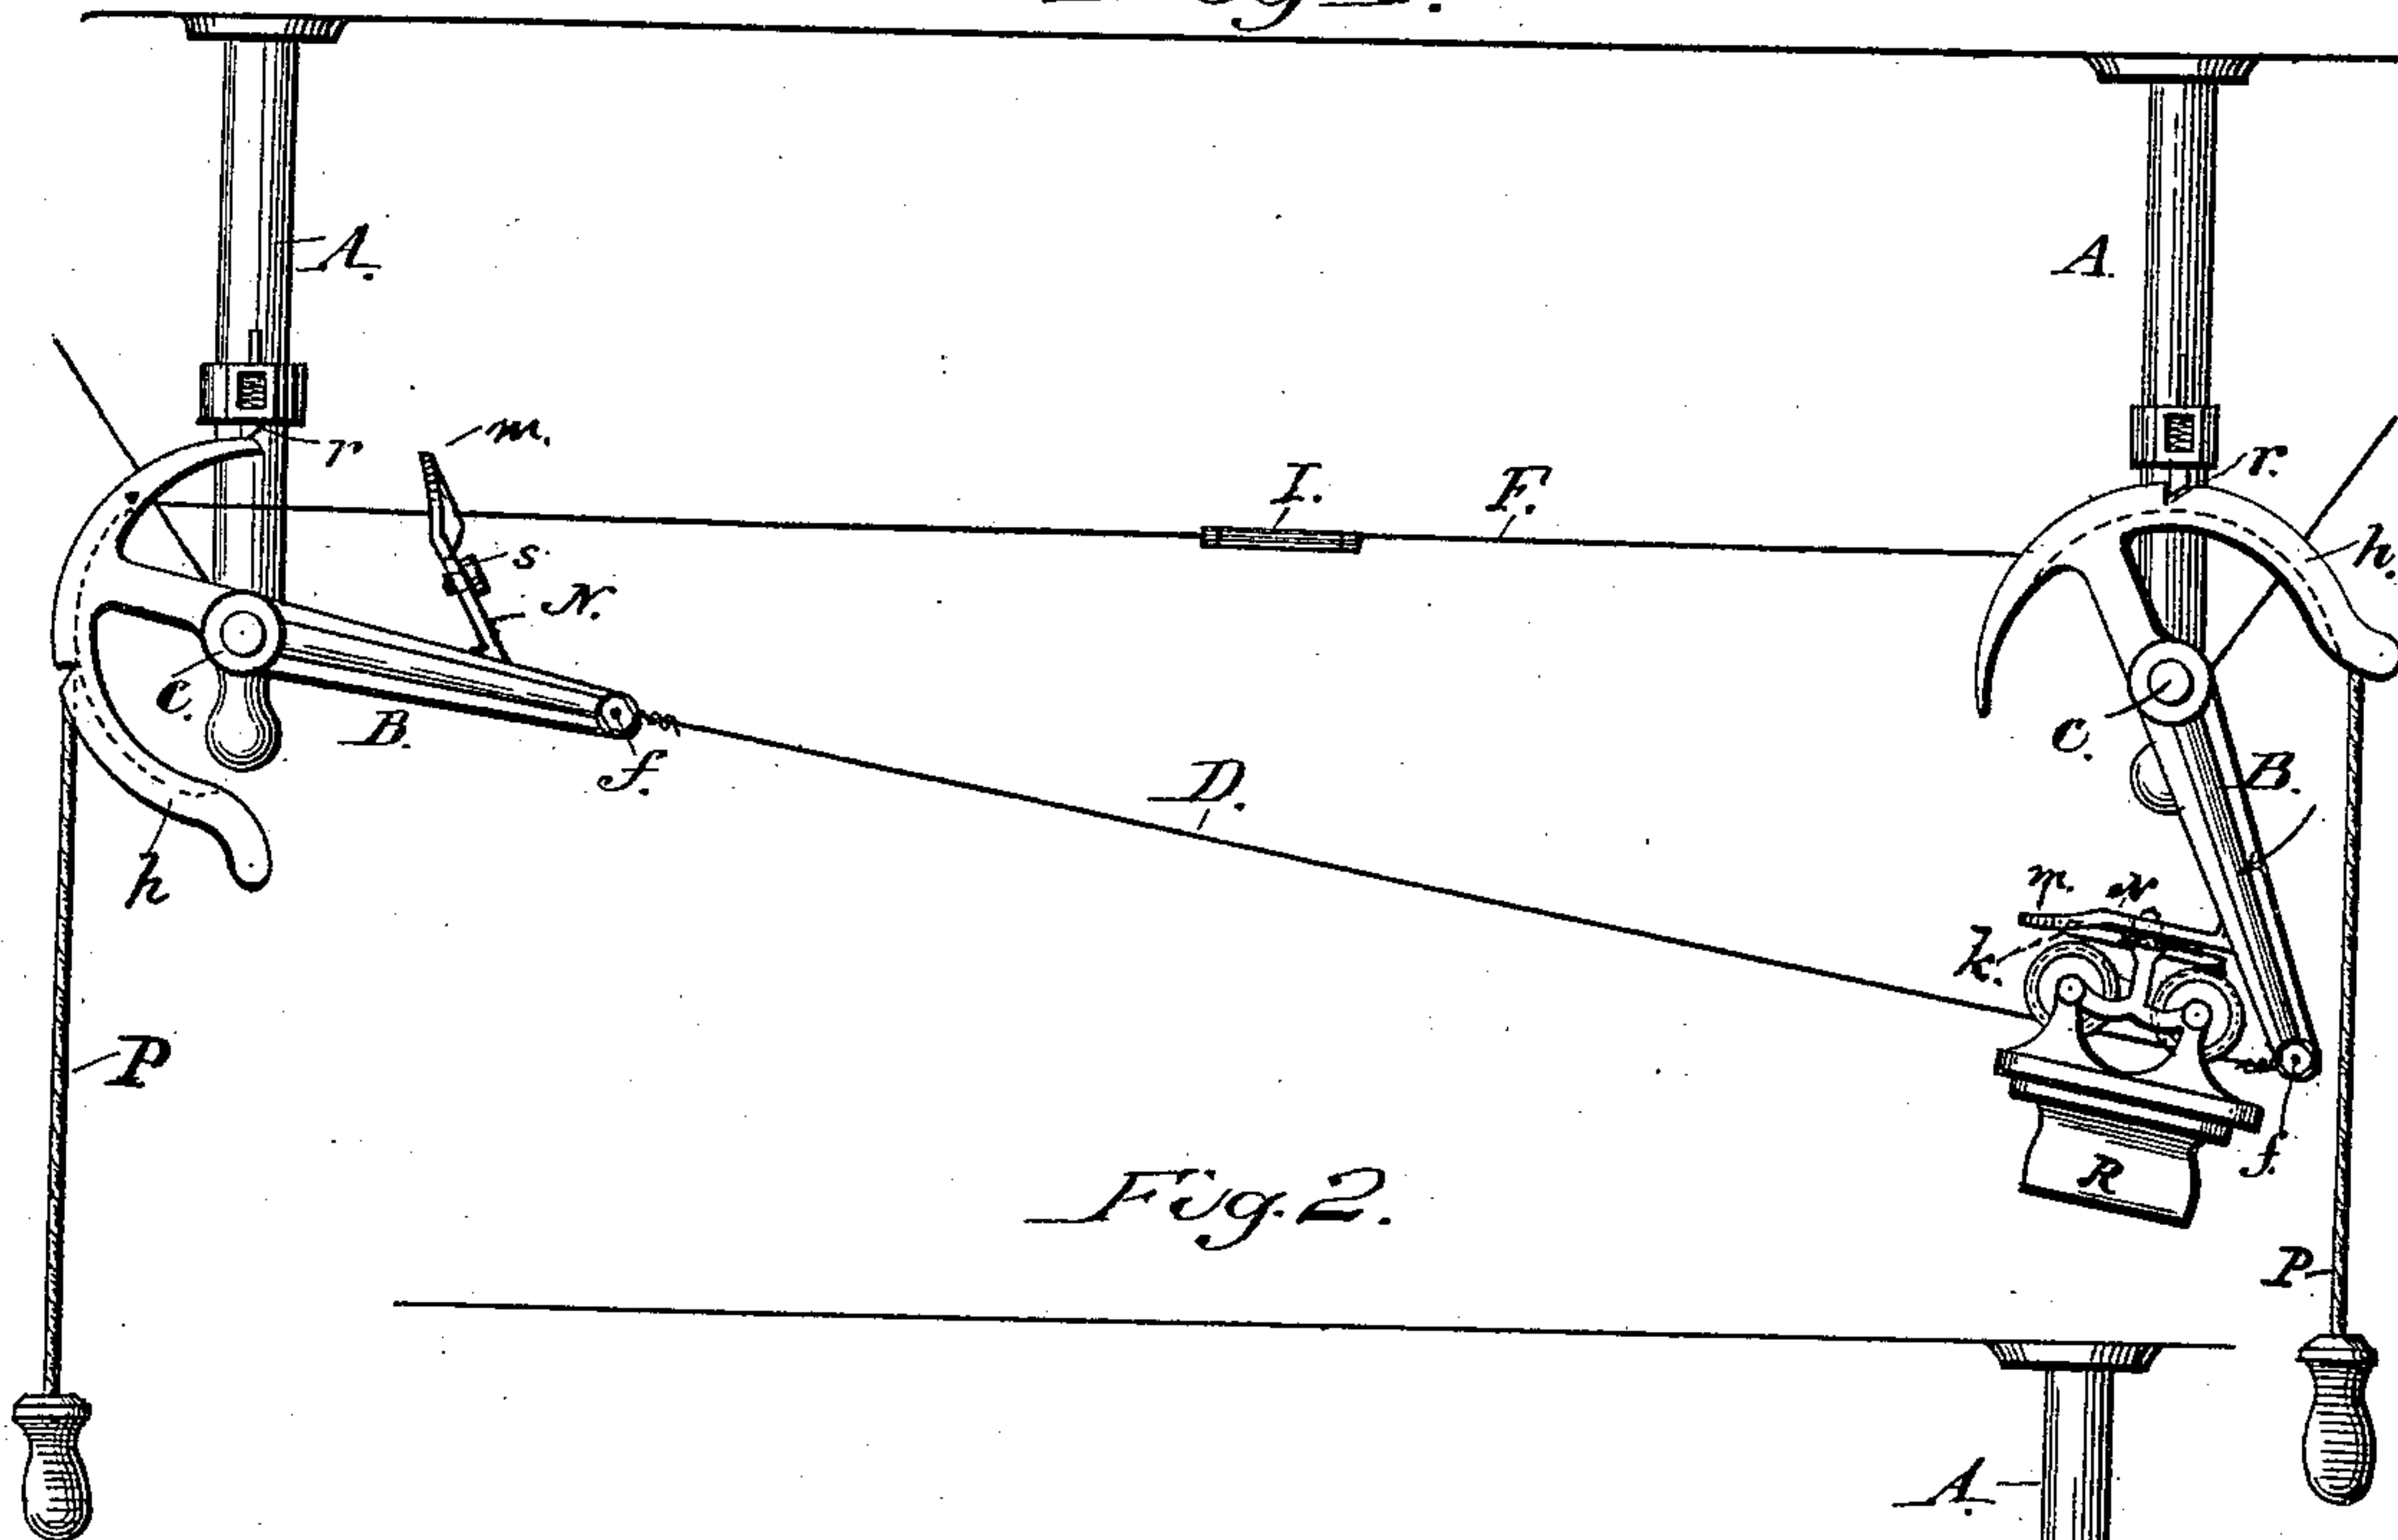 A.
A.
r
m.
I.
F.
r.
h.
s
N.
C.
B.
f.
C.
B.
D.
h
m.
N
k.
P
R
f.
P
Fig. 2.
A.